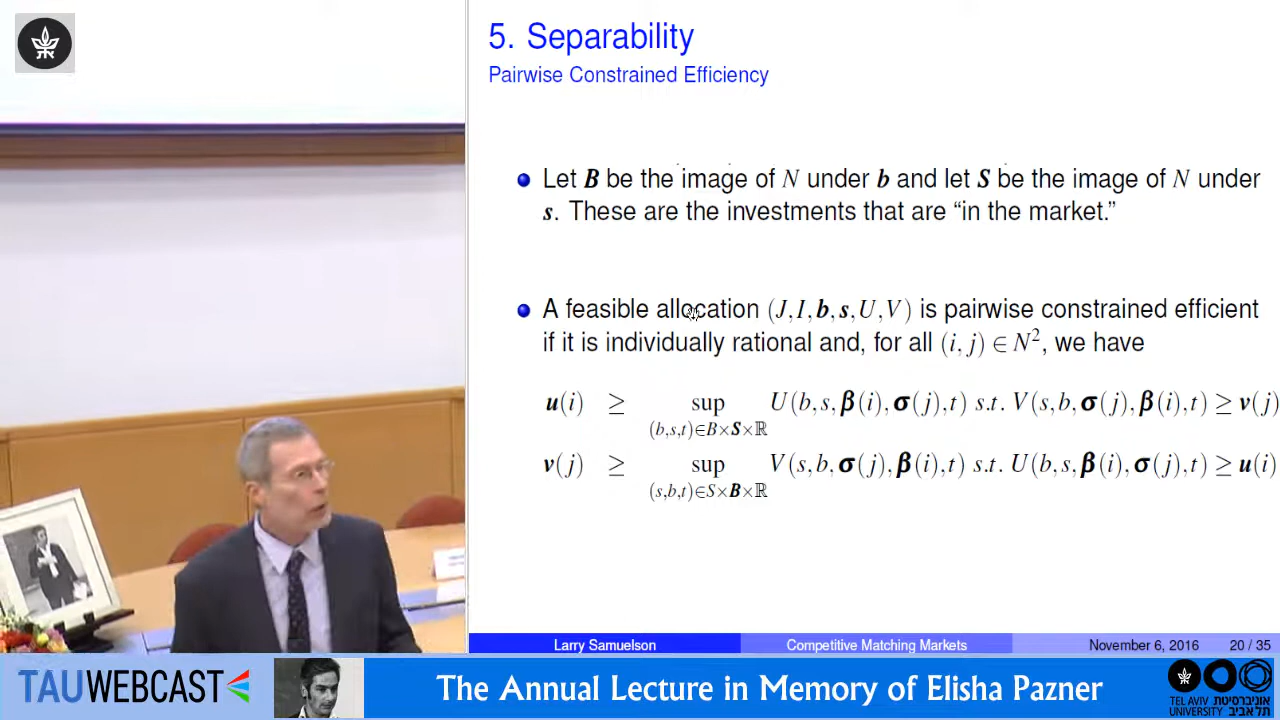 5. Separability
Pairwise Constrained Efficiency
Let B be the image of N under b and let S be the image of N under
s. These are the investments that are “in the market.”
A feasible allocation (J,I,b,s,U,V) is pairwise constrained efficient
if it is individually rational and, for all (i,j) ∈ N², we have
u(i) ≥ sup U(b,s,β(i),σ(j),t) s.t. V(s,b,σ(j),β(i),t) ≥ v(j)
(b,s,t)∈B×S×ℝ
v(j) ≥ sup V(s,b,σ(j),β(i),t) s.t. U(b,s,β(i),σ(j),t) ≥ u(i)
(s,b,t)∈S×B×ℝ
Larry Samuelson
Competitive Matching Markets
November 6, 2016
20 / 35
TAUWEBCAST
The Annual Lecture in Memory of Elisha Pazner
TEL AVIV אוניברסיטת
UNIVERSITY תל אביב